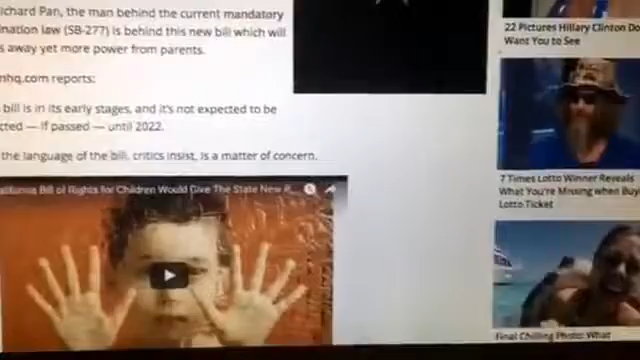 ichard Pan, the man behind the current mandatory
ination law (SB-277) is behind this new bill which will
s away yet more power from parents.
nhq.com reports:
bill is in its early stages, and it's not expected to be
cted — if passed — until 2022.
the language of the bill, critics insist, is a matter of concern.
alifornia Bill of Rights for Children Would Give The State New R...
22 Pictures Hillary Clinton Do
Want You to See
7 Times Lotto Winner Reveals
What You're Missing when Buy
Lotto Ticket
Final Chilling Photo: What